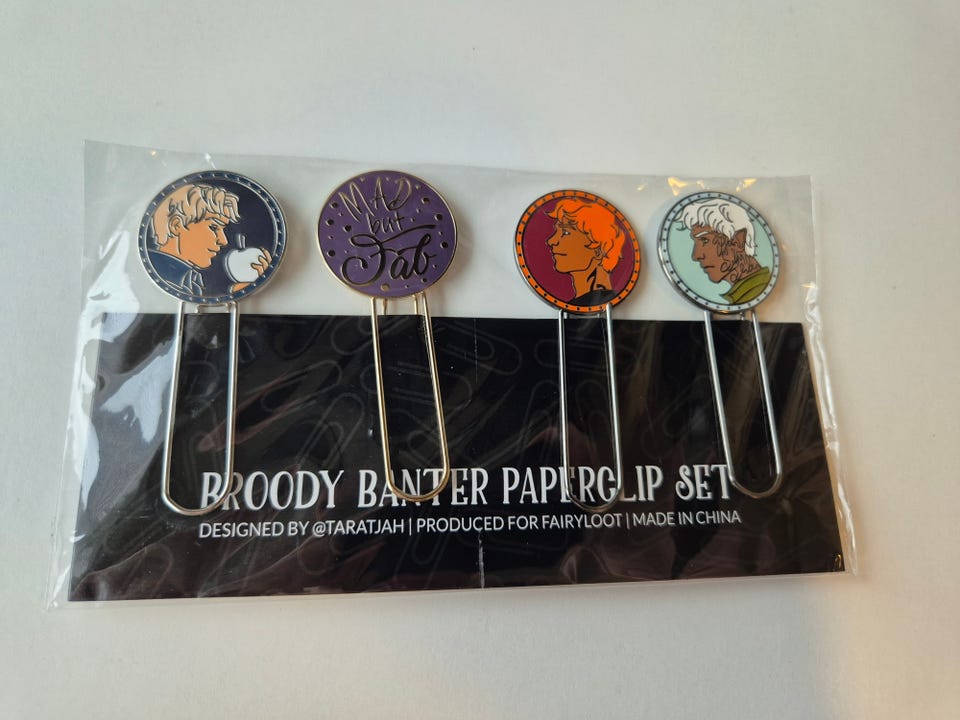 MAD
but
Fab
BROODY BANTER PAPERCLIP SET
DESIGNED BY @TARATJAH | PRODUCED FOR FAIRYLOOT | MADE IN CHINA